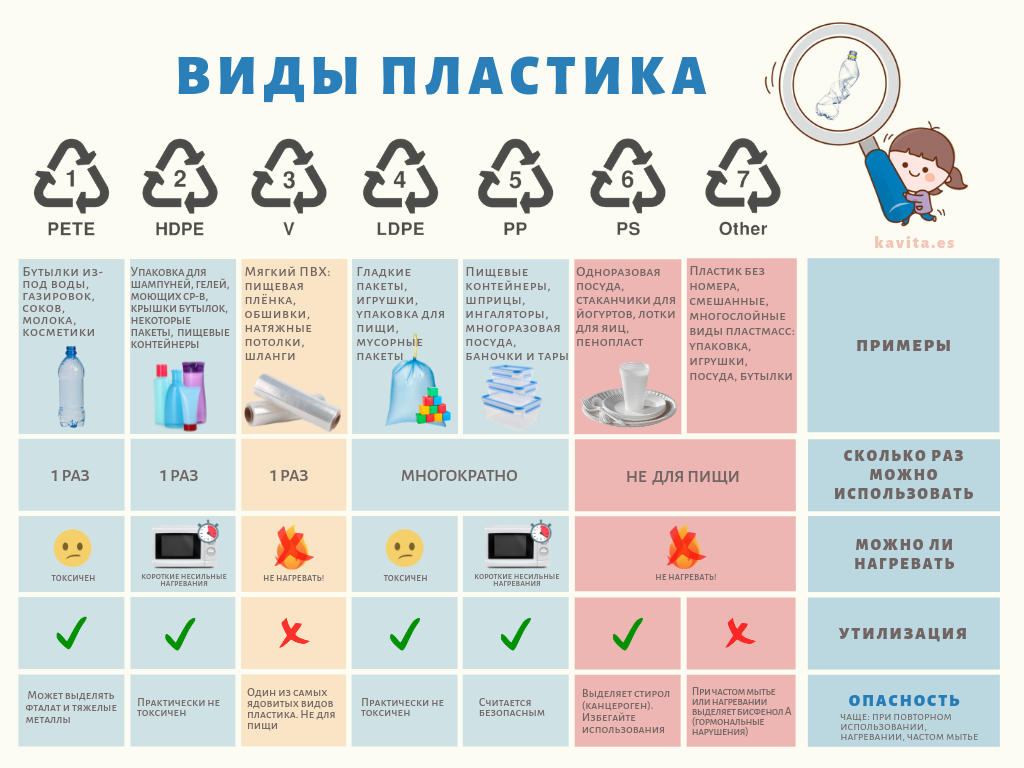 ВИДЫ ПЛАСТИКА
1
2
3
4
5
6
7
PETE
HDPE
V
LDPE
PP
PS
Other
kavita.es
Бутылки из-
под воды,
газировок,
соков,
молока,
косметики
Упаковка для
шампуней, гелей,
моющих ср-в,
крышки бутылок,
некоторые
пакеты, пищевые
контейнеры
Мягкий ПВХ:
пищевая
плёнка,
обшивки,
натяжные
потолки,
шланги
Гладкие
пакеты,
игрушки,
упаковка для
пищи,
мусорные
пакеты
Пищевые
контейнеры,
шприцы,
ингаляторы,
многоразовая
посуда,
баночки и тары
Одноразовая
посуда,
стаканчики для
йогуртов, лотки
для яиц,
пенопласт
Пластик без
номера,
смешанные,
многослойные
виды пластмасс:
упаковка,
игрушки,
посуда, бутылки
ПРИМЕРЫ
1 РАЗ
1 РАЗ
1 РАЗ
МНОГОКРАТНО
НЕ ДЛЯ ПИЩИ
СКОЛЬКО РАЗ
МОЖНО
ИСПОЛЬЗОВАТЬ
ТОКСИЧЕН
КОРОТКИЕ НЕСИЛЬНЫЕ
НАГРЕВАНИЯ
НЕ НАГРЕВАТЬ!
ТОКСИЧЕН
КОРОТКИЕ НЕСИЛЬНЫЕ
НАГРЕВАНИЯ
НЕ НАГРЕВАТЬ!
МОЖНО ЛИ
НАГРЕВАТЬ
УТИЛИЗАЦИЯ
Может выделять
фталат и тяжелые
металлы
Практически не
токсичен
Один из самых
ядовитых видов
пластика. Не для
пищи
Практически не
токсичен
Считается
безопасным
Выделяет стирол
(канцероген).
Избегайте
использования
При частом мытье
или нагревании
выделяет бисфенол А
(гормональные
нарушения)
ОПАСНОСТЬ
ЧАЩЕ: ПРИ ПОВТОРНОМ
ИСПОЛЬЗОВАНИИ,
НАГРЕВАНИИ, ЧАСТОМ МЫТЬЕ